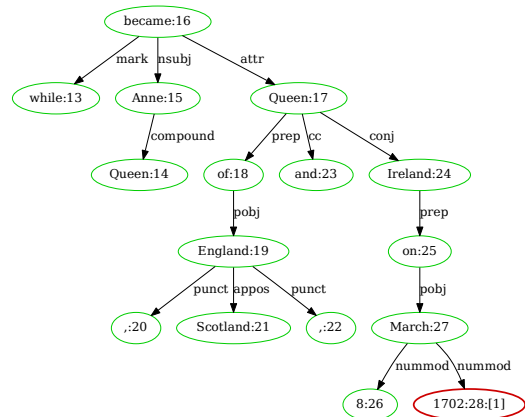 became:16
mark nsubj attr
while:13 Anne:15 Queen:17
compound prep cc conj
Queen:14 of:18 and:23 Ireland:24
pobj prep
England:19 on:25
punct appos punct pobj
,:20 Scotland:21 ,:22 March:27
nummod nummod
8:26 1702:28:[1]